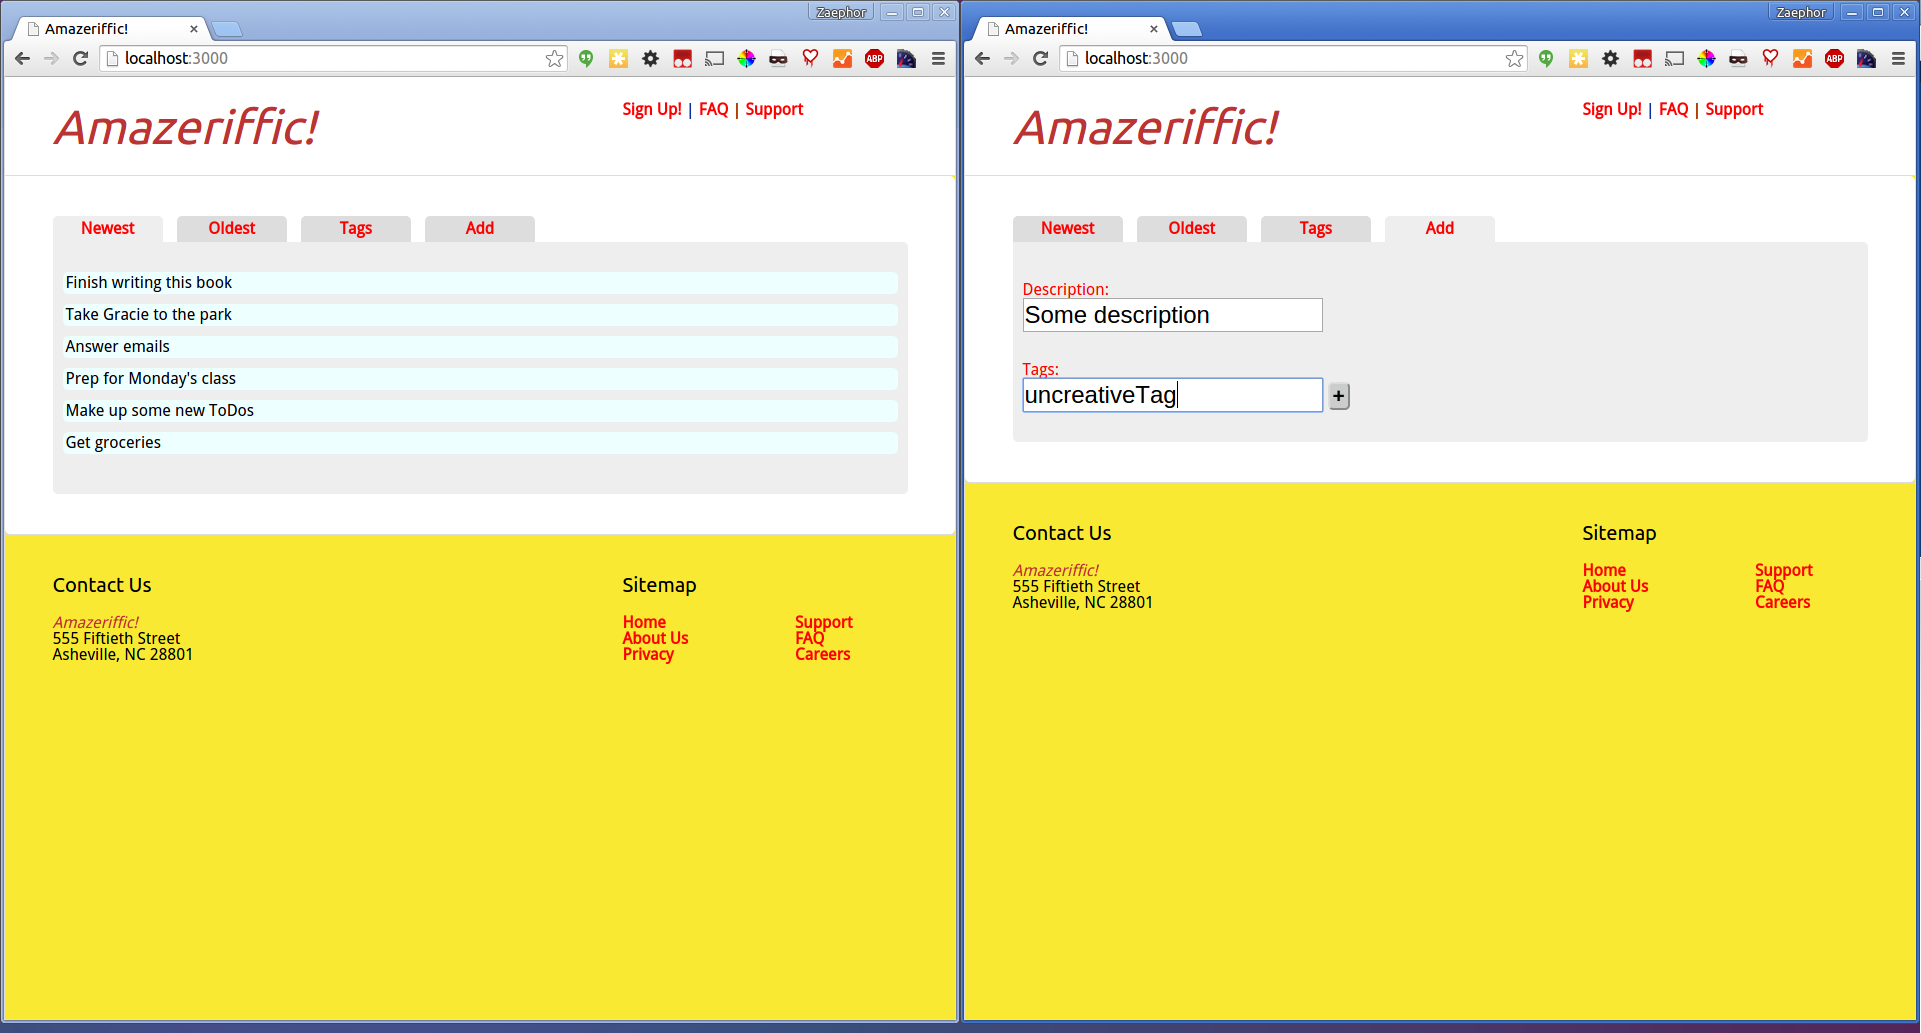 Zaephor
Amazeriffic!
localhost:3000
ABP
Amazeriffic!
Sign Up! | FAQ | Support
Newest Oldest Tags Add
Finish writing this book
Take Gracie to the park
Answer emails
Prep for Monday's class
Make up some new ToDos
Get groceries
Contact Us
Amazeriffic!
555 Fiftieth Street
Asheville, NC 28801
Sitemap
Home Support
About Us FAQ
Privacy Careers
Zaephor
Amazeriffic!
localhost:3000
ABP
Amazeriffic!
Sign Up! | FAQ | Support
Newest Oldest Tags Add
Description:
Some description
Tags:
uncreativeTag +
Contact Us
Amazeriffic!
555 Fiftieth Street
Asheville, NC 28801
Sitemap
Home Support
About Us FAQ
Privacy Careers